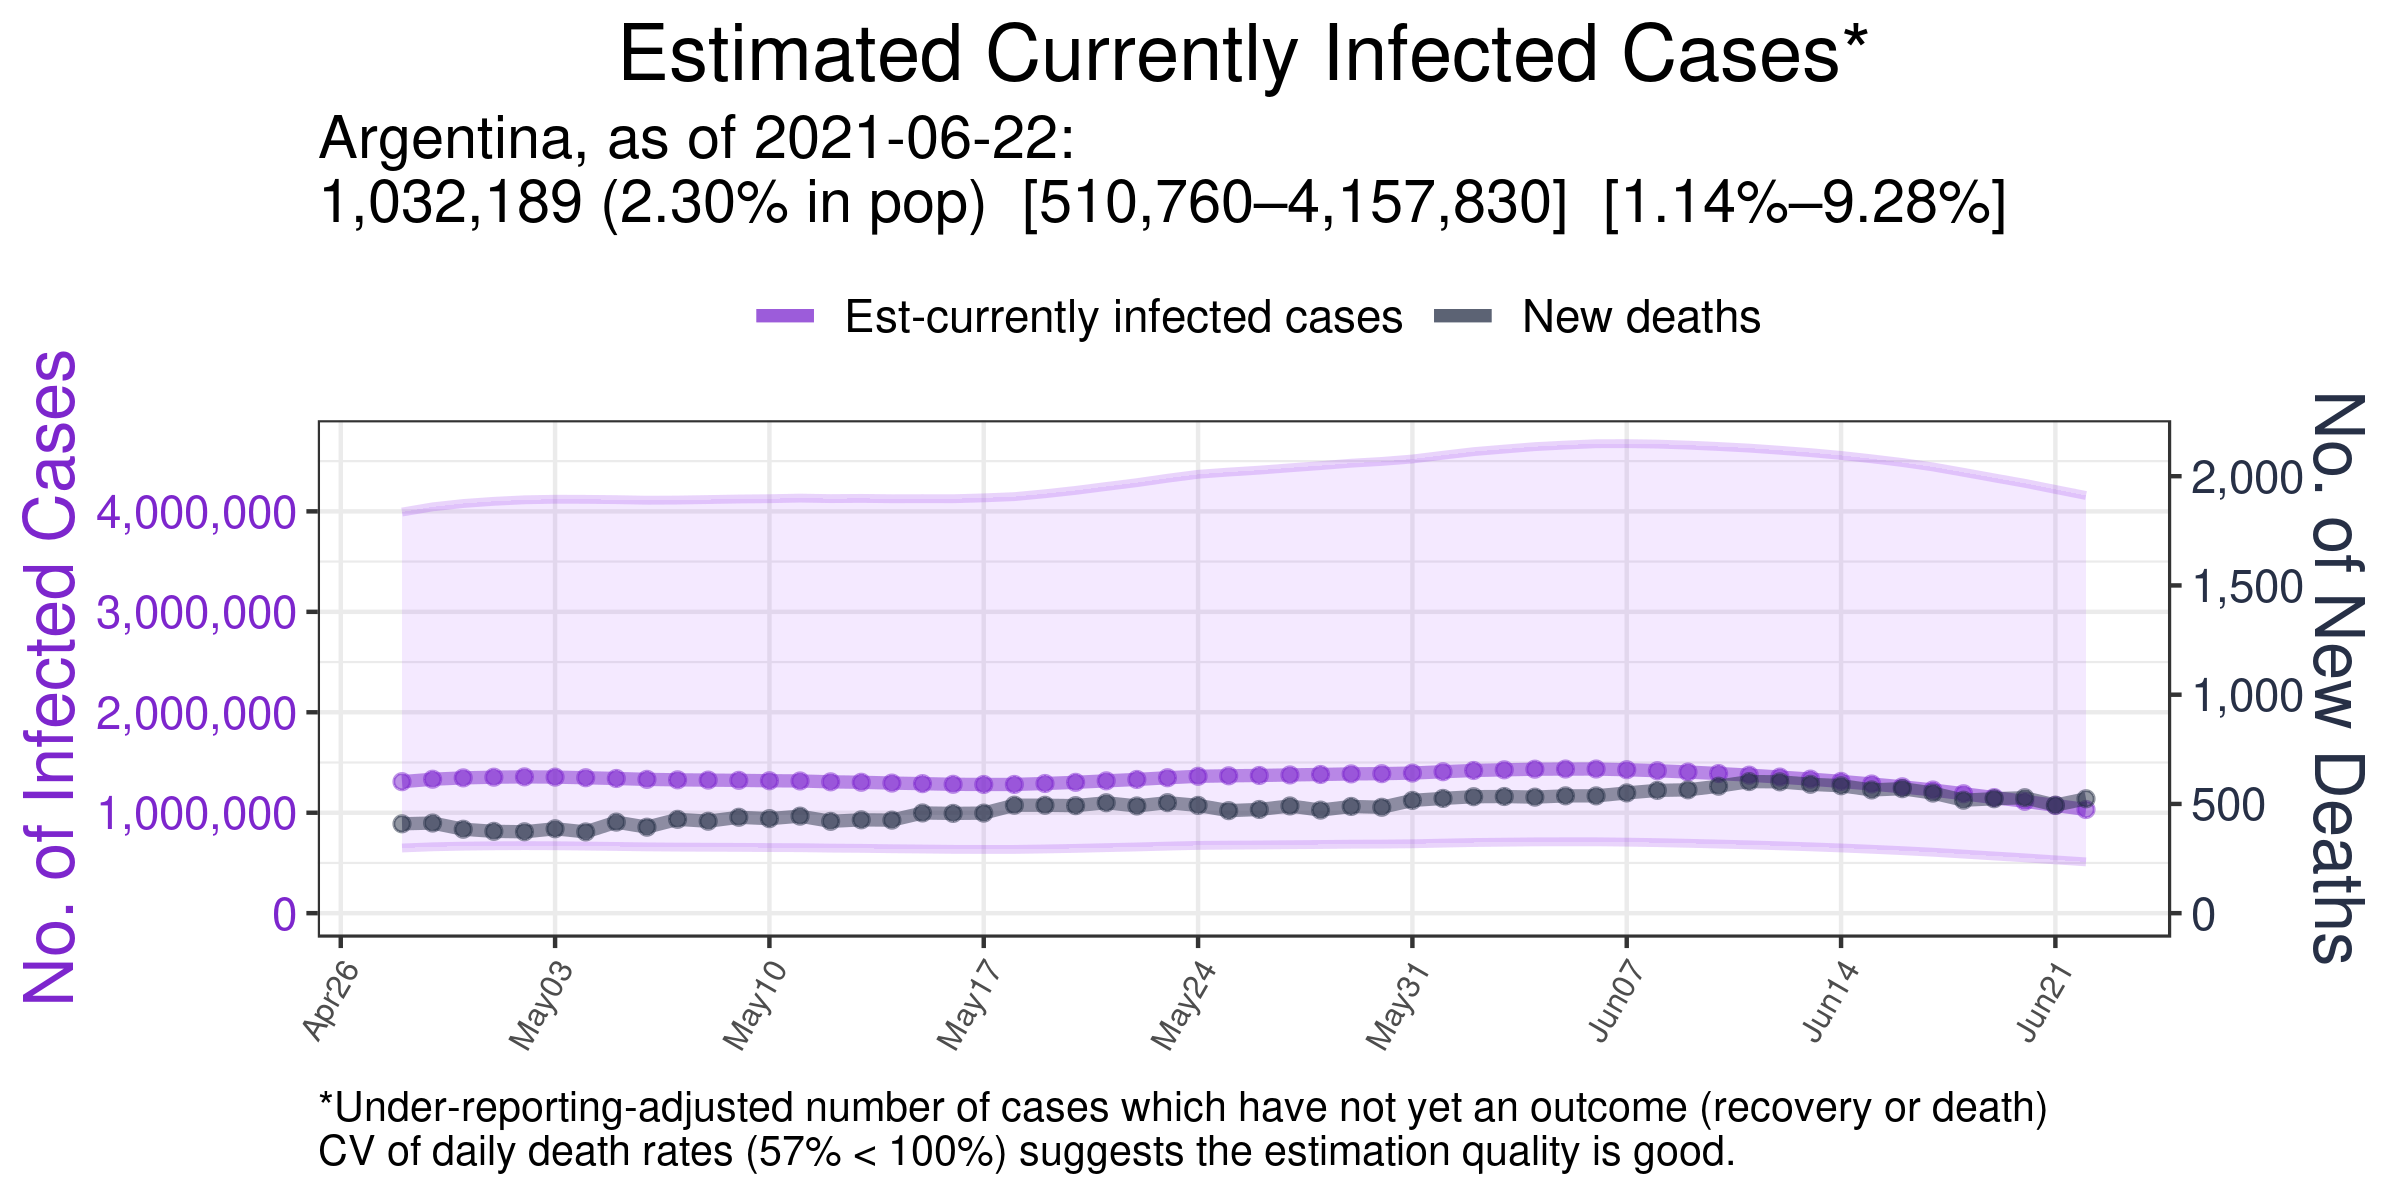 Estimated Currently Infected Cases*
Argentina, as of 2021-06-22:
1,032,189 (2.30% in pop)  [510,760–4,157,830]  [1.14%–9.28%]
Est-currently infected cases
New deaths
No. of Infected Cases
4,000,000
3,000,000
2,000,000
1,000,000
0
2,000
1,500
1,000
500
0
No. of New Deaths
Apr26
May03
May10
May17
May24
May31
Jun07
Jun14
Jun21
*Under-reporting-adjusted number of cases which have not yet an outcome (recovery or death)
CV of daily death rates (57% < 100%) suggests the estimation quality is good.